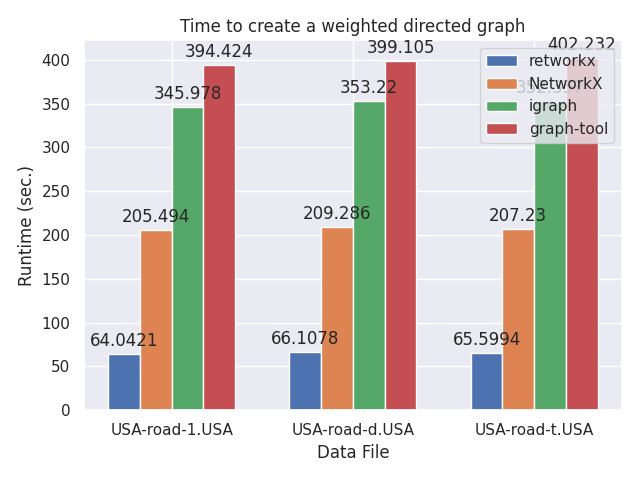 Time to create a weighted directed graph
394.424
399.105
402.232
345.978
353.22
205.494
209.286
207.23
64.0421
66.1078
65.5994
retworkx
NetworkX
igraph
graph-tool
Runtime (sec.)
400
350
300
250
200
150
100
50
0
USA-road-1.USA
USA-road-d.USA
USA-road-t.USA
Data File